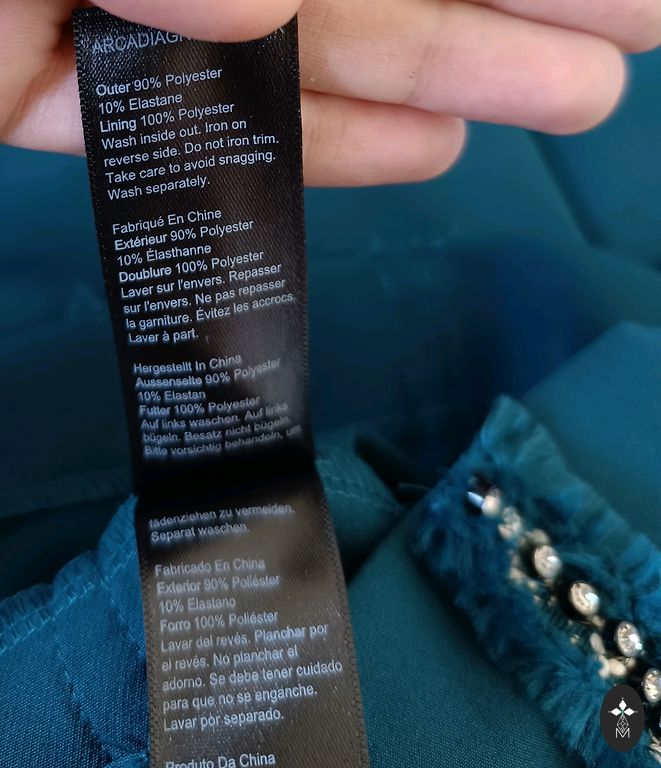 Outer 90% Polyester
10% Elastane
Lining 100% Polyester
Wash inside out. Iron on
reverse side. Do not iron trim.
Take care to avoid snagging.
Wash separately.
Fabriqué En Chine
Extérieur 90% Polyester
10% Élasthanne
Doublure 100% Polyester
Laver sur l'envers. Repasser
sur l'envers. Ne pas repasser
la garniture. Évitez les accrocs.
Laver à part.
Hergestellt In China
Aussenseite 90% Polyester
10% Elastan
Futter 100% Polyester
Auf links waschen. Auf links
bügeln. Besatz nicht bügeln.
Bitte vorsichtig behandeln, um
fadenziehen zu vermeiden.
Separat waschen.
Fabricado En China
Exterior 90% Poliéster
10% Elastano
Forro 100% Poliéster
Lavar del revés. Planchar por
el revés. No planchar el
adorno. Se debe tener cuidado
para que no se enganche.
Lavar por separado.
Produto Da China
M